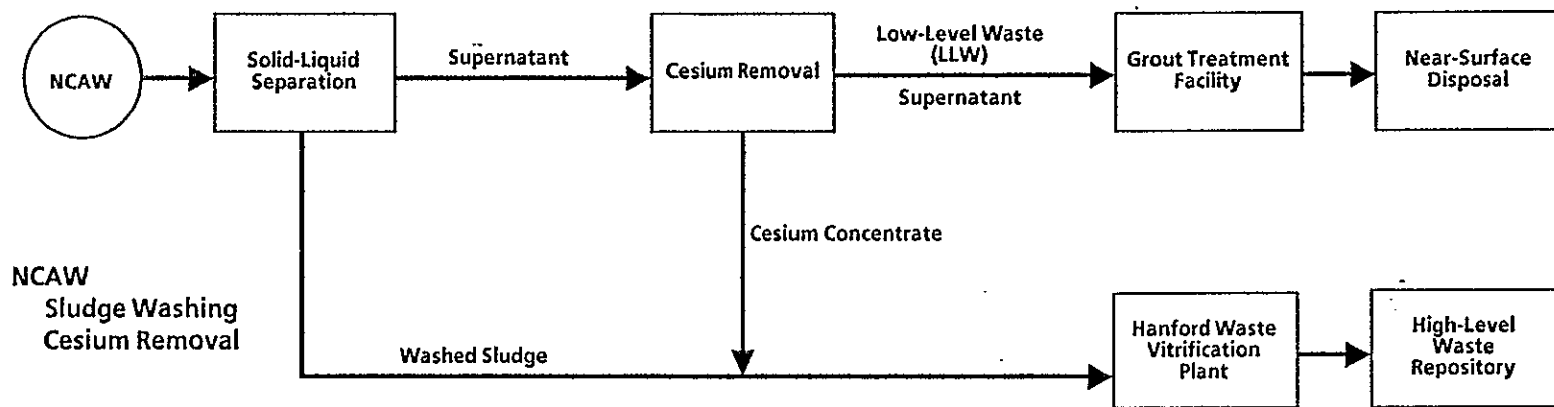 NCAW
Solid-Liquid
Separation
Supernatant
Cesium Removal
Low-Level Waste
(LLW)
Supernatant
Grout Treatment
Facility
Near-Surface
Disposal
Cesium Concentrate
NCAW
Sludge Washing
Cesium Removal
Washed Sludge
Hanford Waste
Vitrification
Plant
High-Level
Waste
Repository